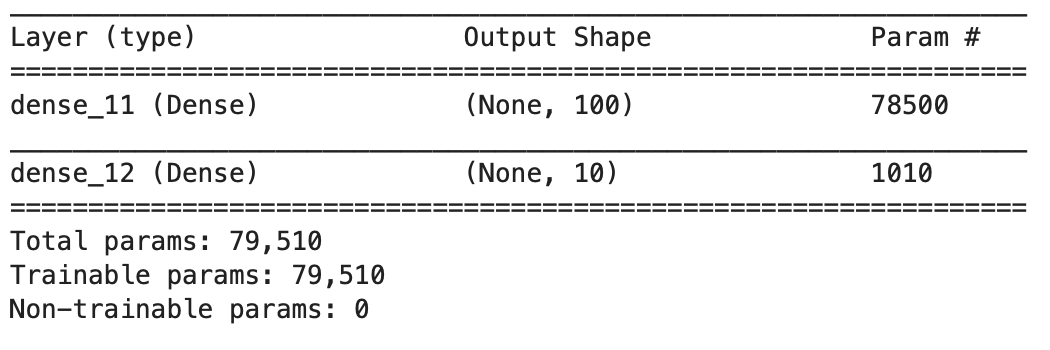 Layer (type) Output Shape Param #
dense_11 (Dense) (None, 100) 78500
dense_12 (Dense) (None, 10) 1010
Total params: 79,510
Trainable params: 79,510
Non-trainable params: 0